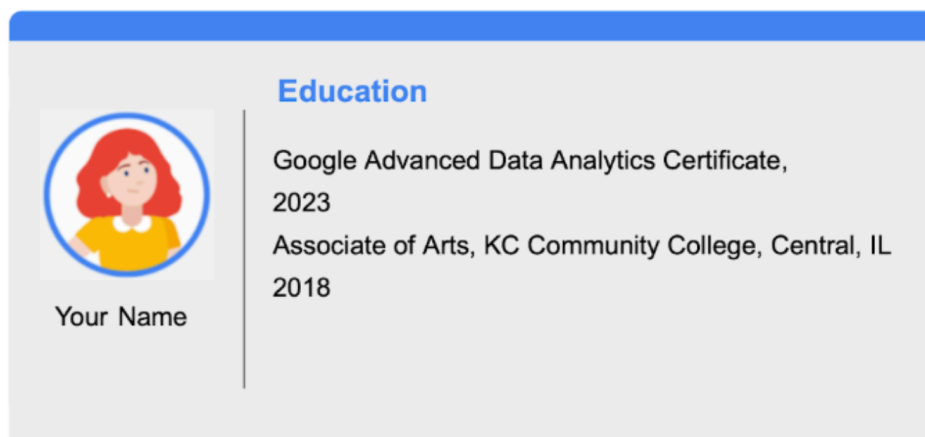 Education
Google Advanced Data Analytics Certificate,
2023
Associate of Arts, KC Community College, Central, IL
2018
Your Name